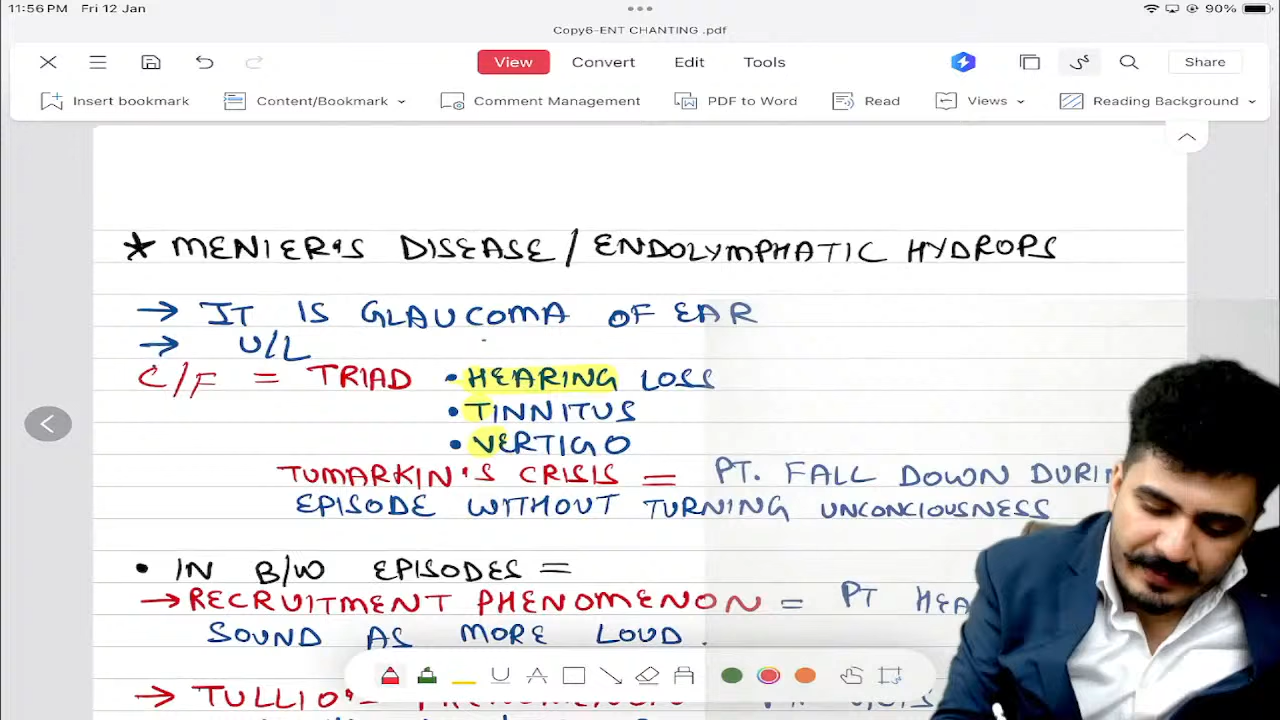 11:56 PM Fri 12 Jan
90%
Copy6-ENT CHANTING .pdf
View Convert Edit Tools Share
Insert bookmark Content/Bookmark Comment Management PDF to Word Read Views Reading Background
★ MENIER'S DISEASE / ENDOLYMPHATIC HYDROPS
→ IT IS GLAUCOMA OF EAR
→ U/L
C/F = TRIAD • HEARING LOSS
• TINNITUS
• VERTIGO
TUMARKIN'S CRISIS = PT. FALL DOWN
EPISODE WITHOUT TURNING UNCONCIOUSNESS
• IN B/W EPISODES =
→ RECRUITMENT PHENOMENON = PT
SOUND AS MORE LOUD.
→ TULLIO'S PHENOMENON